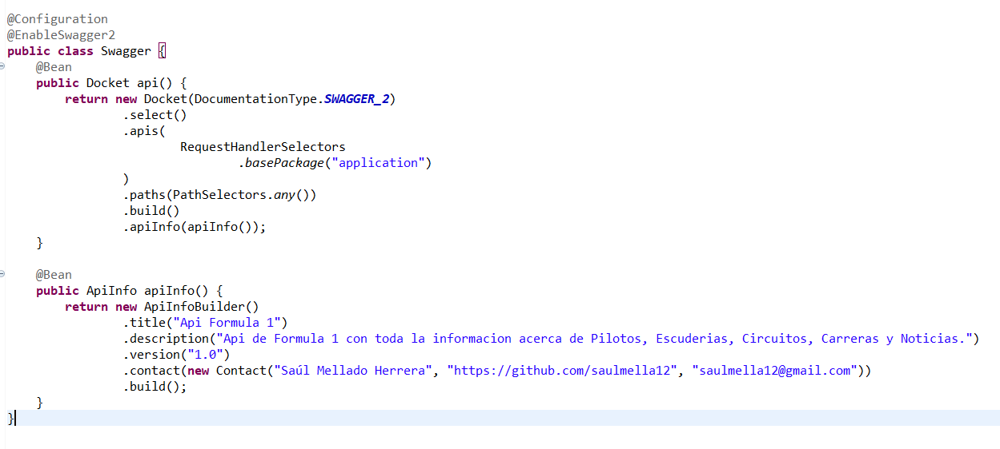 @Configuration
@EnableSwagger2
public class Swagger {
    @Bean
    public Docket api() {
        return new Docket(DocumentationType.SWAGGER_2)
                .select()
                .apis(
                        RequestHandlerSelectors
                                .basePackage("application")
                )
                .paths(PathSelectors.any())
                .build()
                .apiInfo(apiInfo());
    }

    @Bean
    public ApiInfo apiInfo() {
        return new ApiInfoBuilder()
                .title("Api Formula 1")
                .description("Api de Formula 1 con toda la informacion acerca de Pilotos, Escuderias, Circuitos, Carreras y Noticias.")
                .version("1.0")
                .contact(new Contact("Saúl Mellado Herrera", "https://github.com/saulmella12", "saulmella12@gmail.com"))
                .build();
    }
}